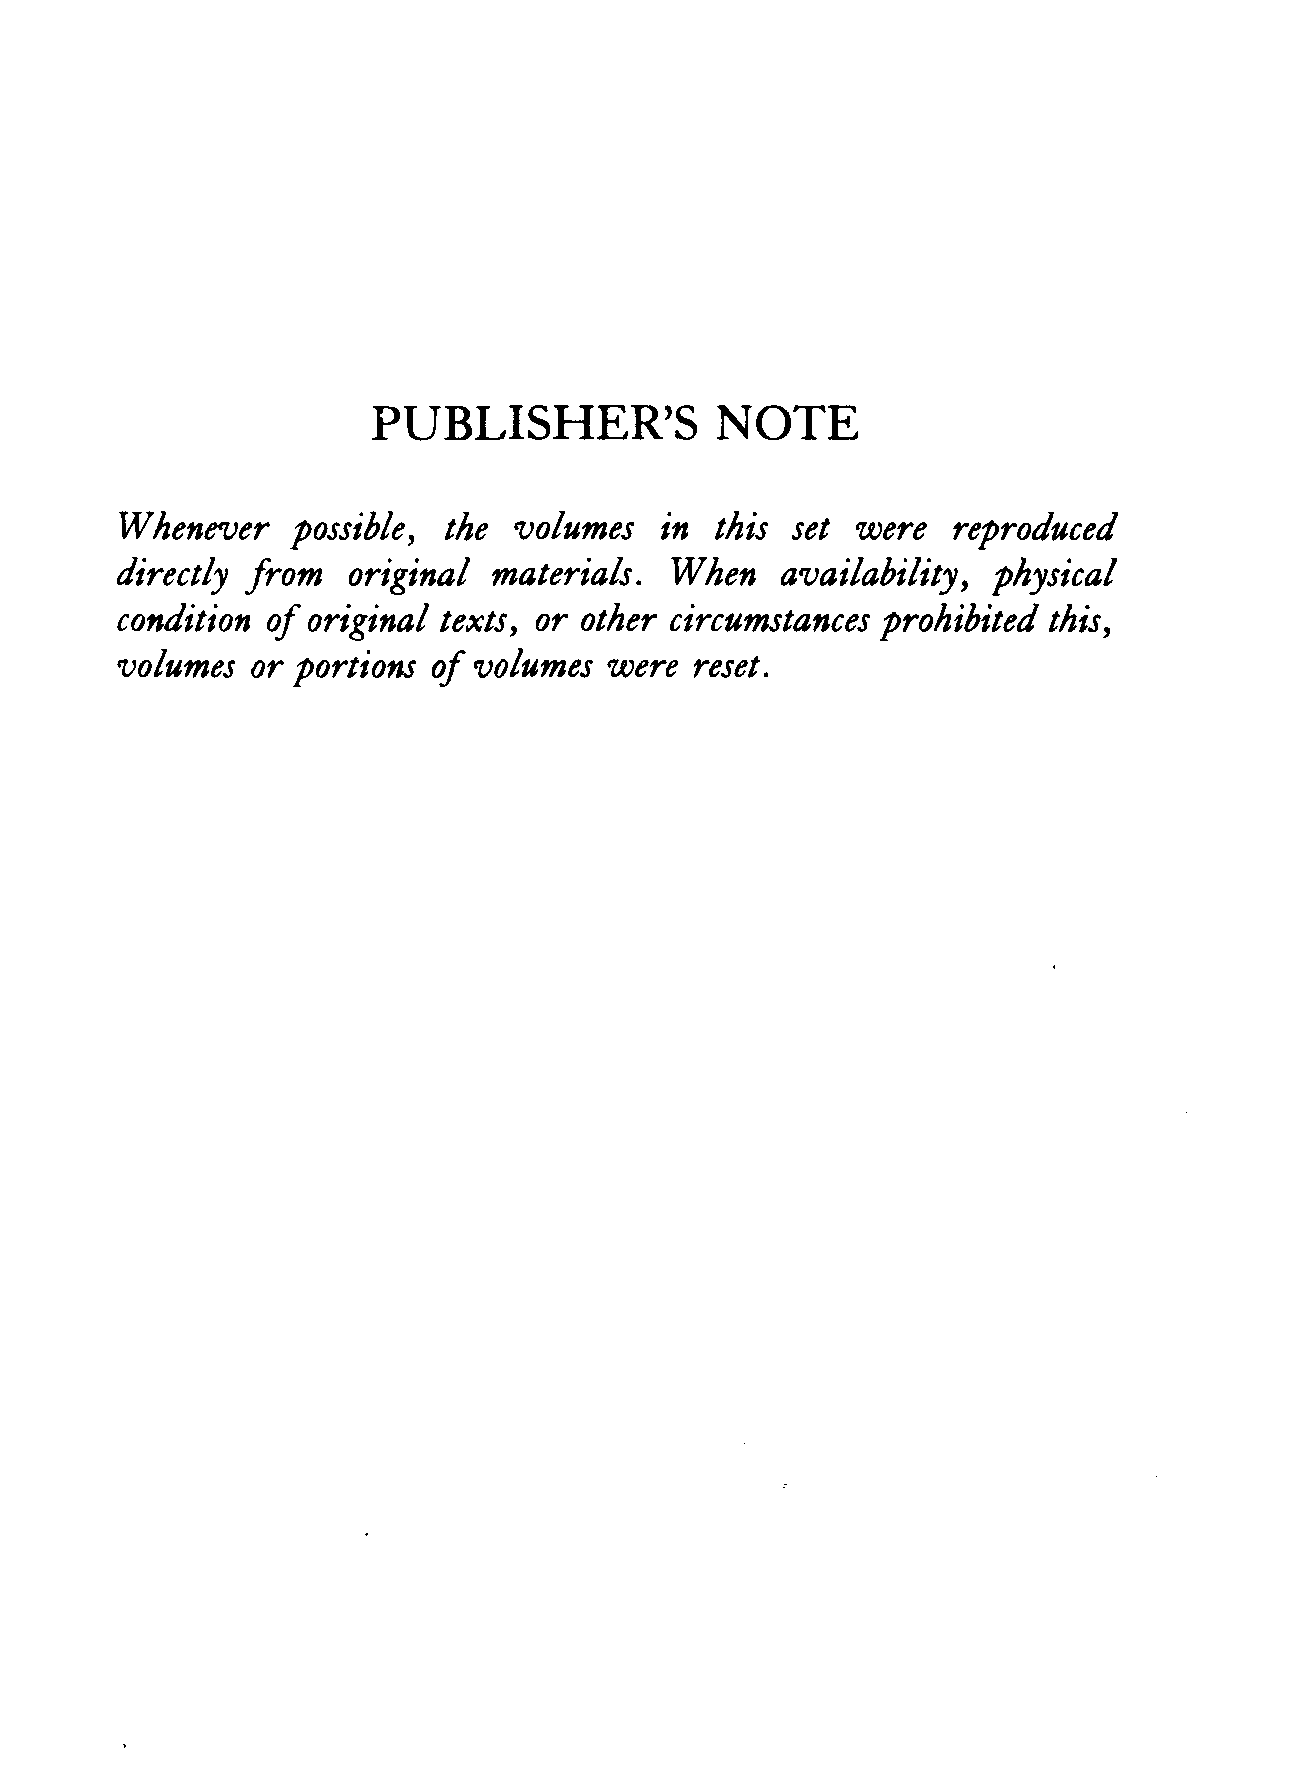 PUBLISHER'S NOTE
Whenever possible, the volumes in this set were reproduced
directly from original materials. When availability, physical
condition of original texts, or other circumstances prohibited this,
volumes or portions of volumes were reset.